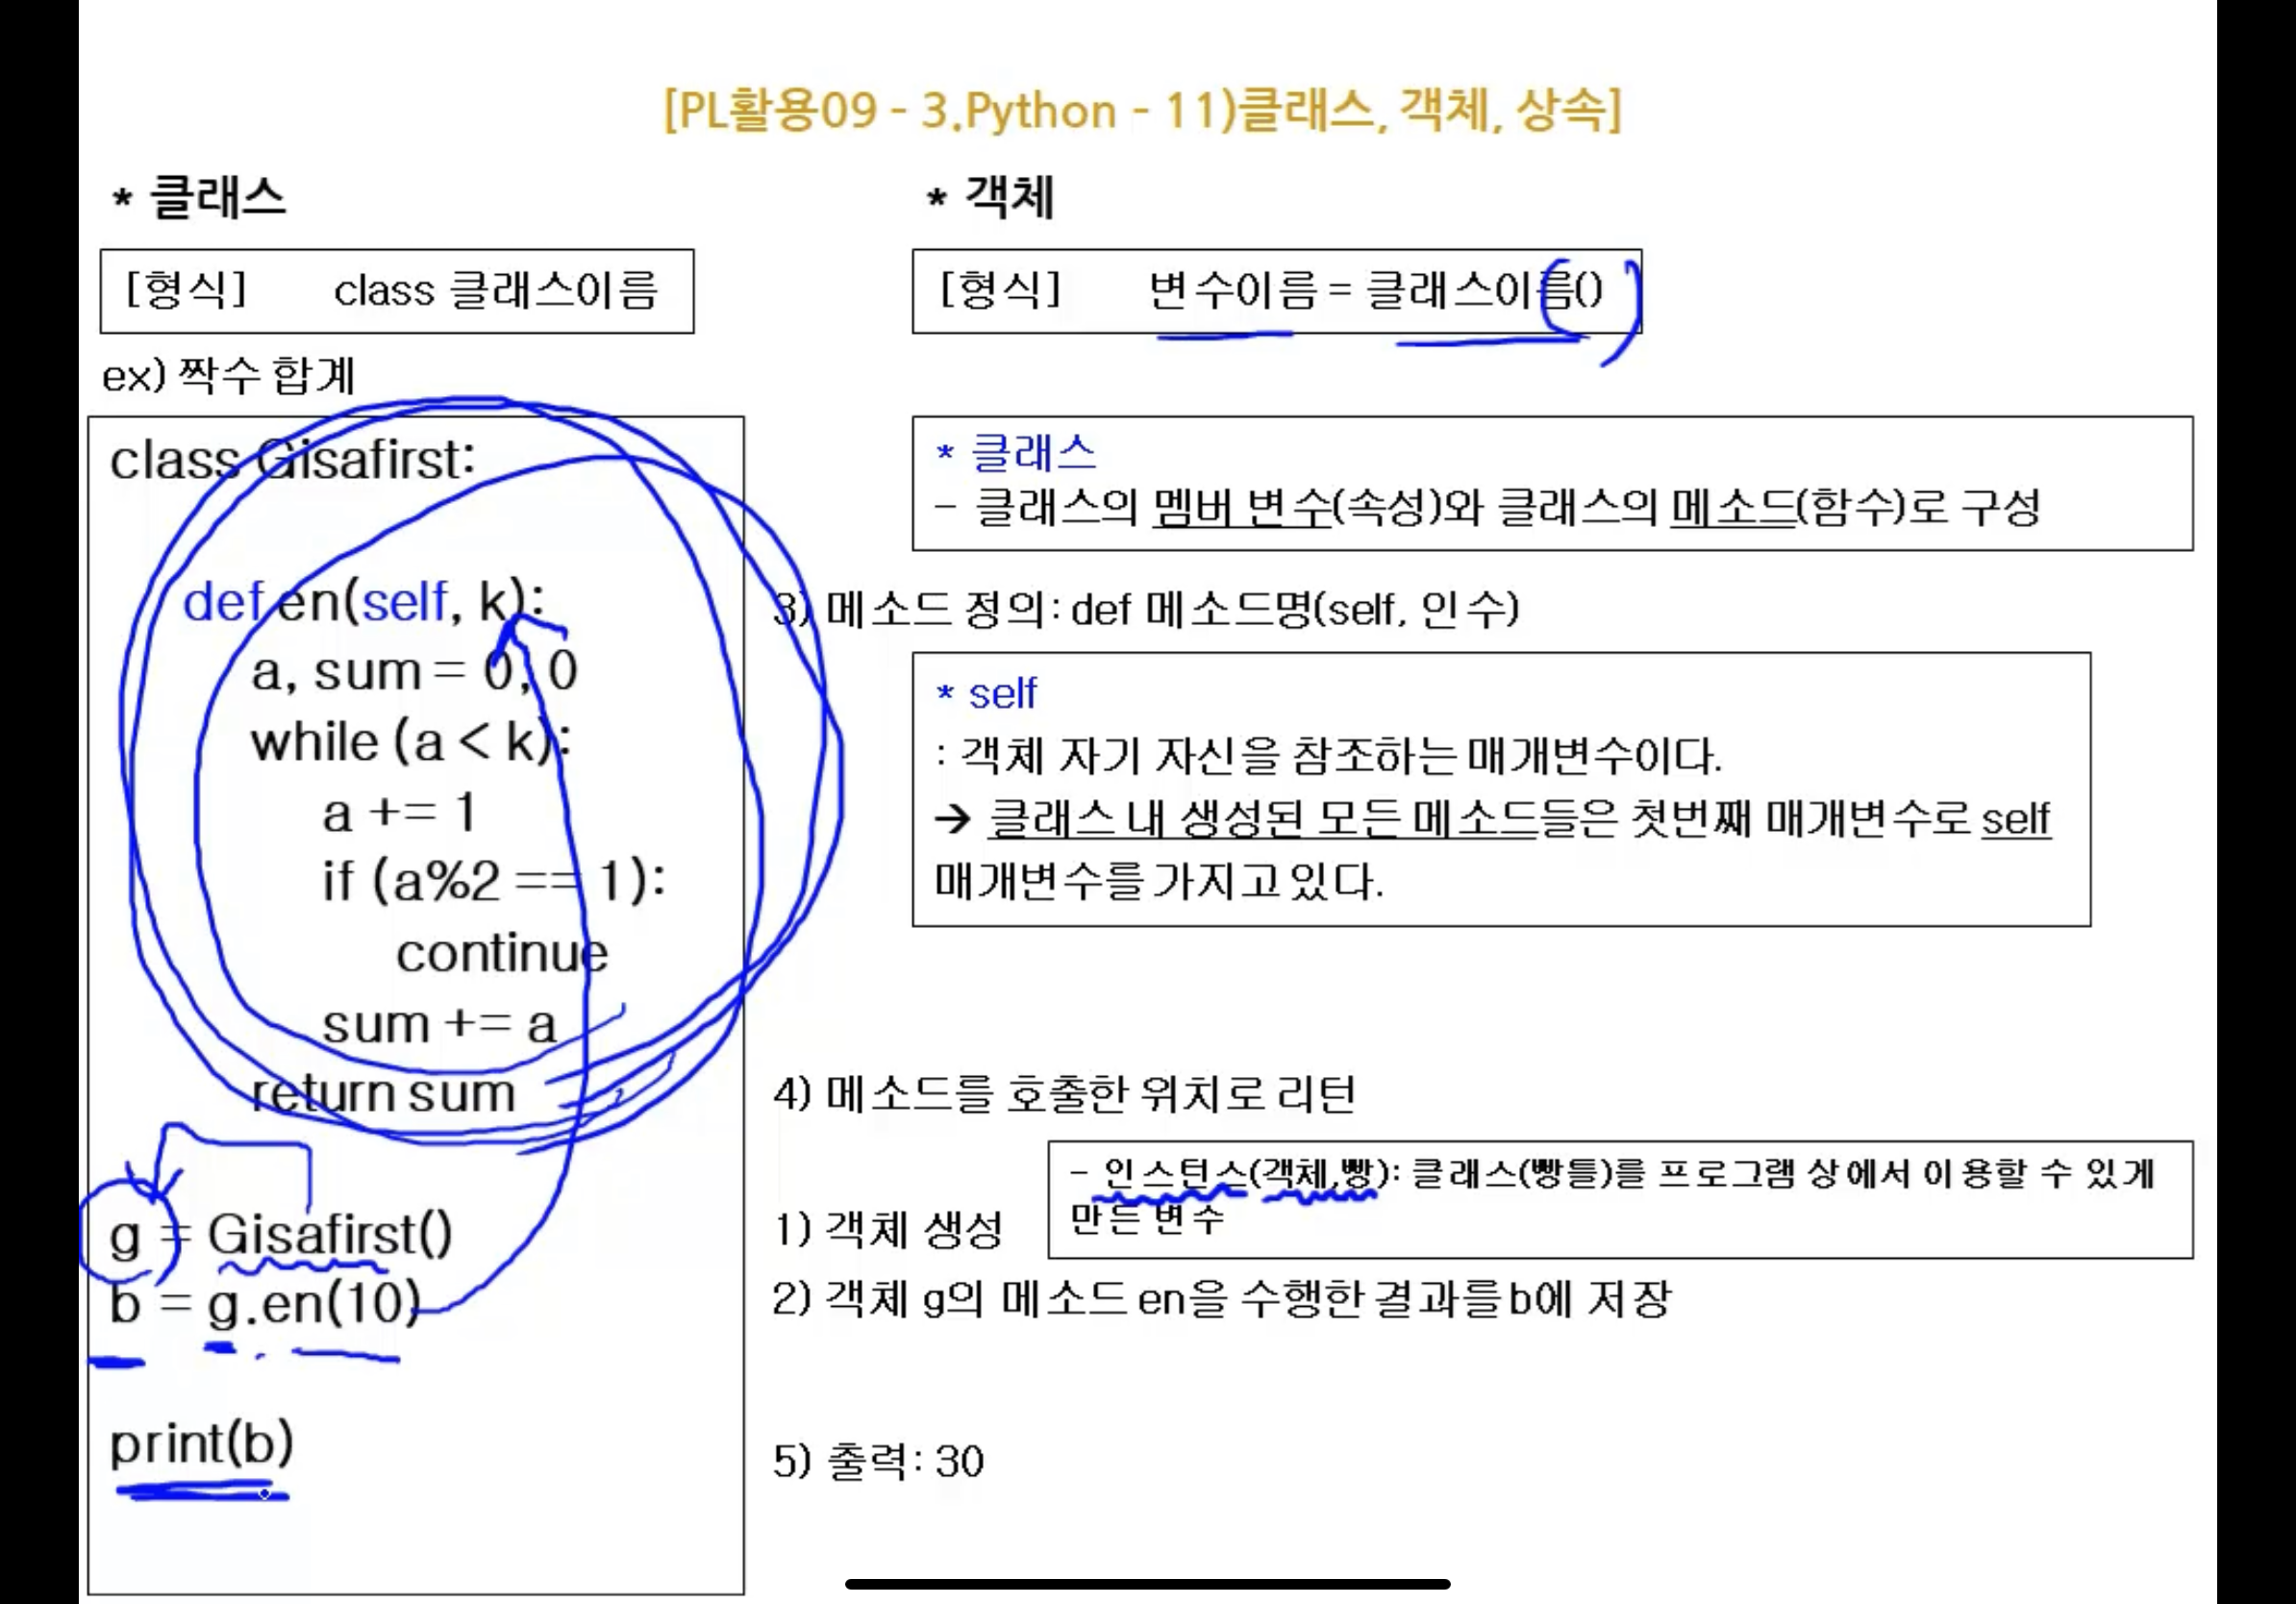 [PL활용09 - 3.Python - 11)클래스, 객체, 상속]
* 클래스
[형식] class 클래스이름
ex) 짝수 합계
class Gisafirst:
def en(self, k):
a, sum = 0, 0
while (a < k):
a += 1
if (a%2 == 1):
continue
sum += a
return sum
g = Gisafirst()
b = g.en(10)
print(b)
* 객체
[형식] 변수이름 = 클래스이름()
* 클래스
- 클래스의 멤버 변수(속성)와 클래스의 메소드(함수)로 구성
3) 메소드 정의: def 메소드명(self, 인수)
* self
: 객체 자기 자신을 참조하는 매개변수이다.
→ 클래스 내 생성된 모든 메소드들은 첫번째 매개변수로 self
매개변수를 가지고 있다.
4) 메소드를 호출한 위치로 리턴
- 인스턴스(객체,빵): 클래스(빵틀)를 프로그램 상에서 이용할 수 있게
만든 변수
1) 객체 생성
2) 객체 g의 메소드 en을 수행한 결과를 b에 저장
5) 출력: 30